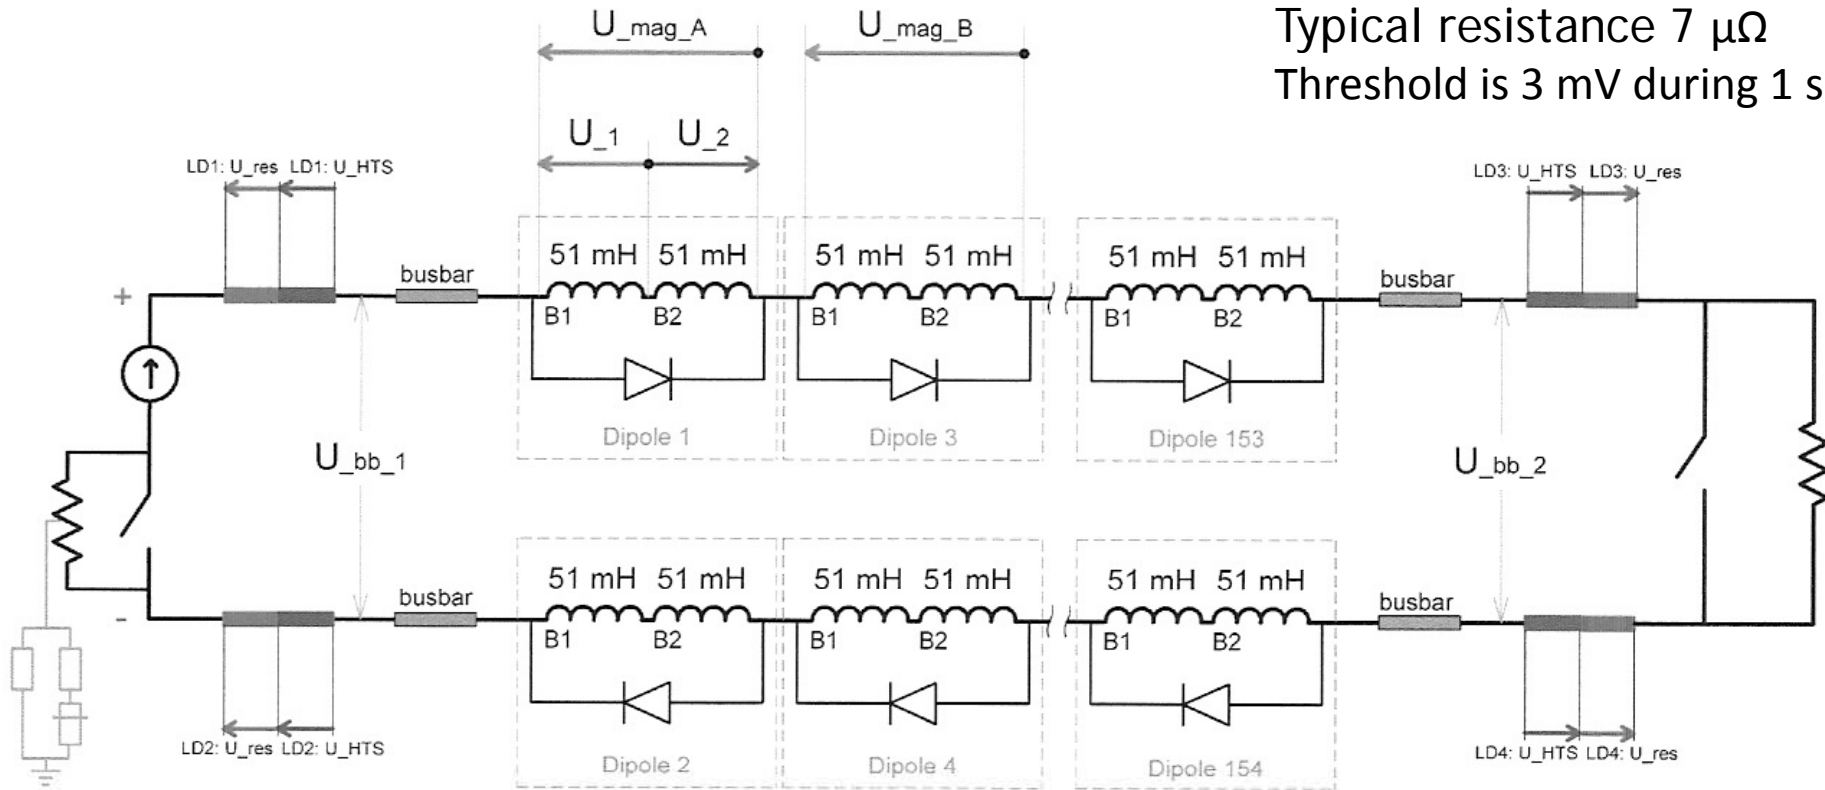 Typical resistance 7 μΩ
Threshold is 3 mV during 1 s
U_mag_A
U_mag_B
U_1
U_2
LD1: U_res
LD1: U_HTS
LD3: U_HTS
LD3: U_res
51 mH
51 mH
51 mH
51 mH
51 mH
51 mH
busbar
busbar
+
B1
B2
B1
B2
B1
B2
Dipole 1
Dipole 3
Dipole 153
U_bb_1
U_bb_2
51 mH
51 mH
51 mH
51 mH
51 mH
51 mH
busbar
busbar
-
B1
B2
B1
B2
B1
B2
LD2: U_res
LD2: U_HTS
LD4: U_HTS
LD4: U_res
Dipole 2
Dipole 4
Dipole 154